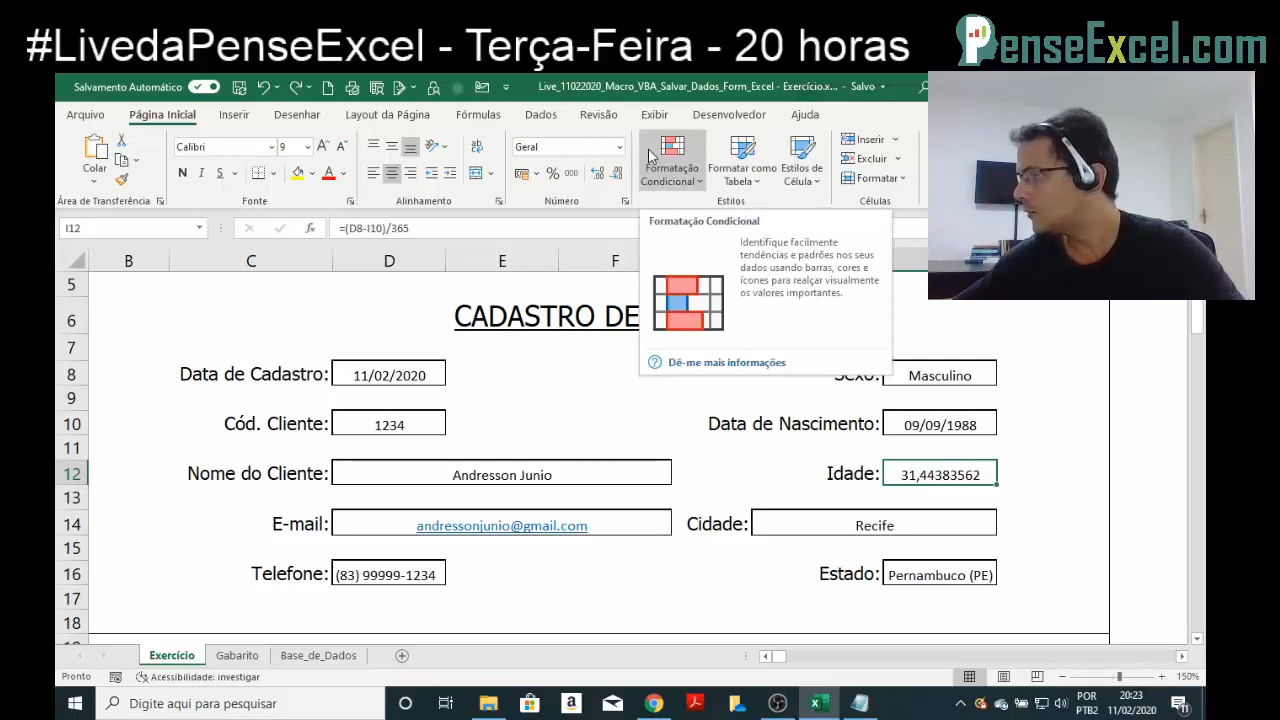 #LivedaPenseExcel - Terça-Feira - 20 horas
PenseExcel.com
Salvamento Automático
Live_11022020_Macro_VBA_Salvar_Dados_Form_Excel - Exercício.x... - Salvo
Arquivo Página Inicial Inserir Desenhar Layout da Página Fórmulas Dados Revisão Exibir Desenvolvedor Ajuda
Colar
Calibri 9
N I S
Geral
% 000
Formatação Condicional
Formatar como Tabela
Estilos de Célula
Inserir
Excluir
Formatar
Área de Transferência Fonte Alinhamento Número Estilos Células
I12 fx =(D8-I10)/365
Formatação Condicional
Identifique facilmente
tendências e padrões nos seus
dados usando barras, cores e
ícones para realçar visualmente
os valores importantes.
Dê-me mais informações
B C D E F
5
6 CADASTRO DE
7
8 Data de Cadastro: 11/02/2020 Sexo: Masculino
9
10 Cód. Cliente: 1234 Data de Nascimento: 09/09/1988
11
12 Nome do Cliente: Andresson Junio Idade: 31,44383562
13
14 E-mail: andressonjunio@gmail.com Cidade: Recife
15
16 Telefone: (83) 99999-1234 Estado: Pernambuco (PE)
17
18
Exercício Gabarito Base_de_Dados
Pronto Acessibilidade: investigar 150%
Digite aqui para pesquisar
POR
PTB2
20:23
11/02/2020
11